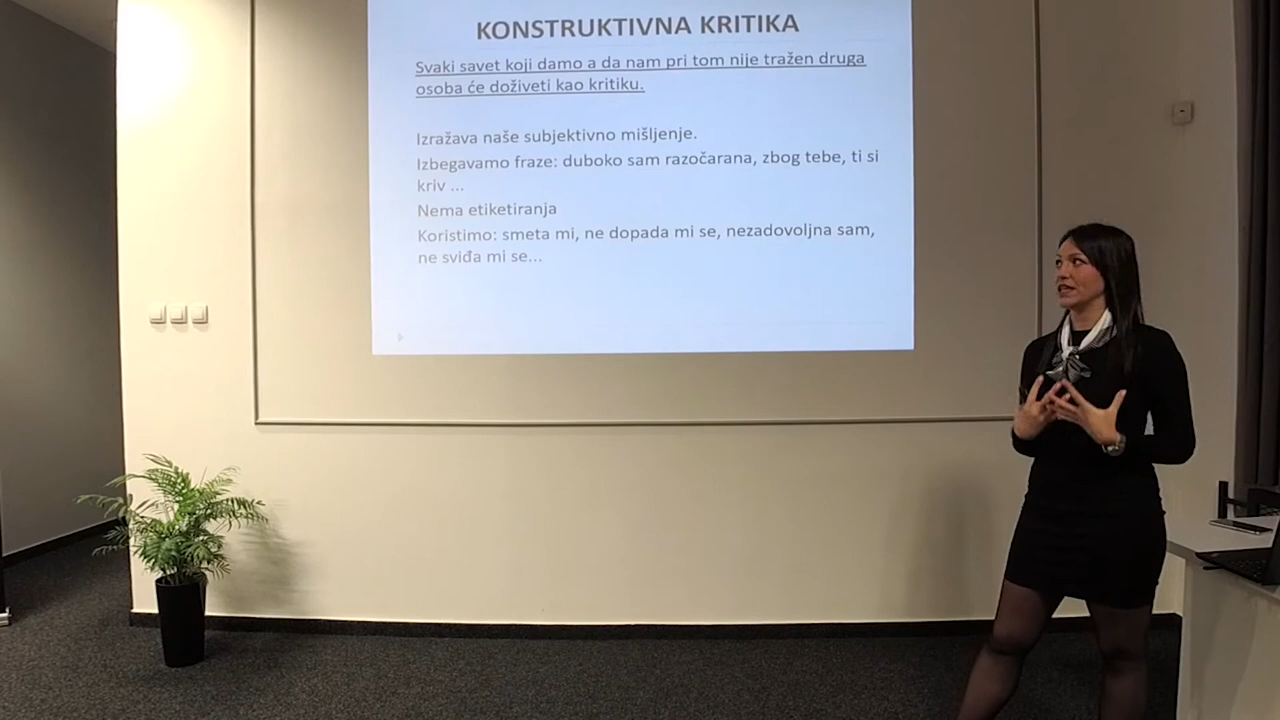 KONSTRUKTIVNA KRITIKA
Svaki savet koji damo a da nam pri tom nije tražen druga
osoba će doživeti kao kritiku.
Izražava naše subjektivno mišljenje.
Izbegavamo fraze: duboko sam razočarana, zbog tebe, ti si
kriv ...
Nema etiketiranja
Koristimo: smeta mi, ne dopada mi se, nezadovoljna sam,
ne sviđa mi se...